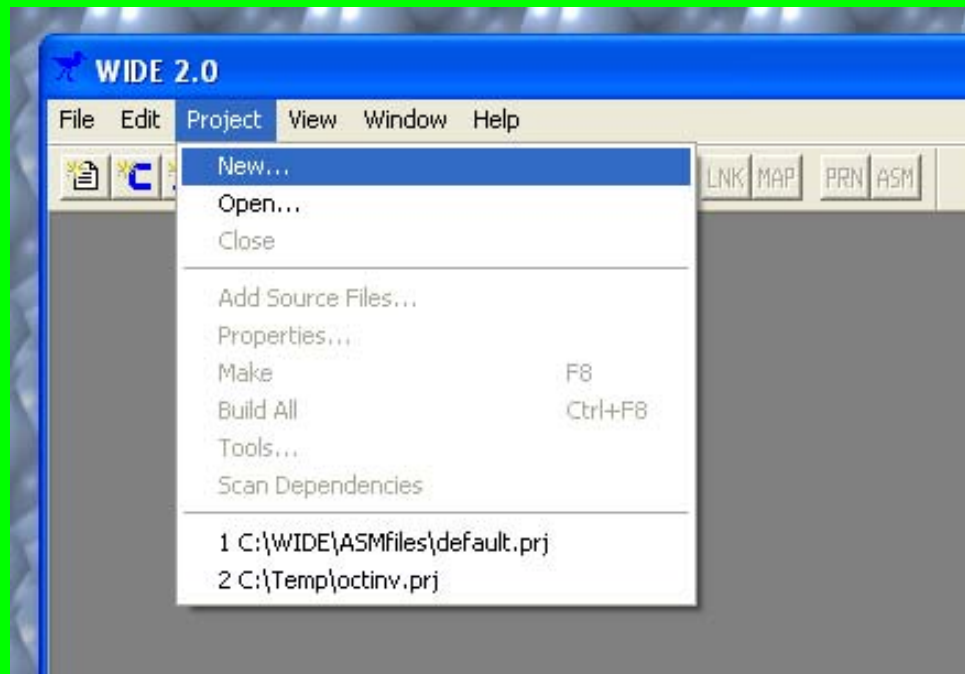 WIDE 2.0
File Edit Project View Window Help
LNK MAP PRN ASM
New...
Open...
Close
Add Source Files...
Properties...
Make F8
Build All Ctrl+F8
Tools...
Scan Dependencies
1 C:\WIDE\ASMfiles\default.prj
2 C:\Temp\octinv.prj